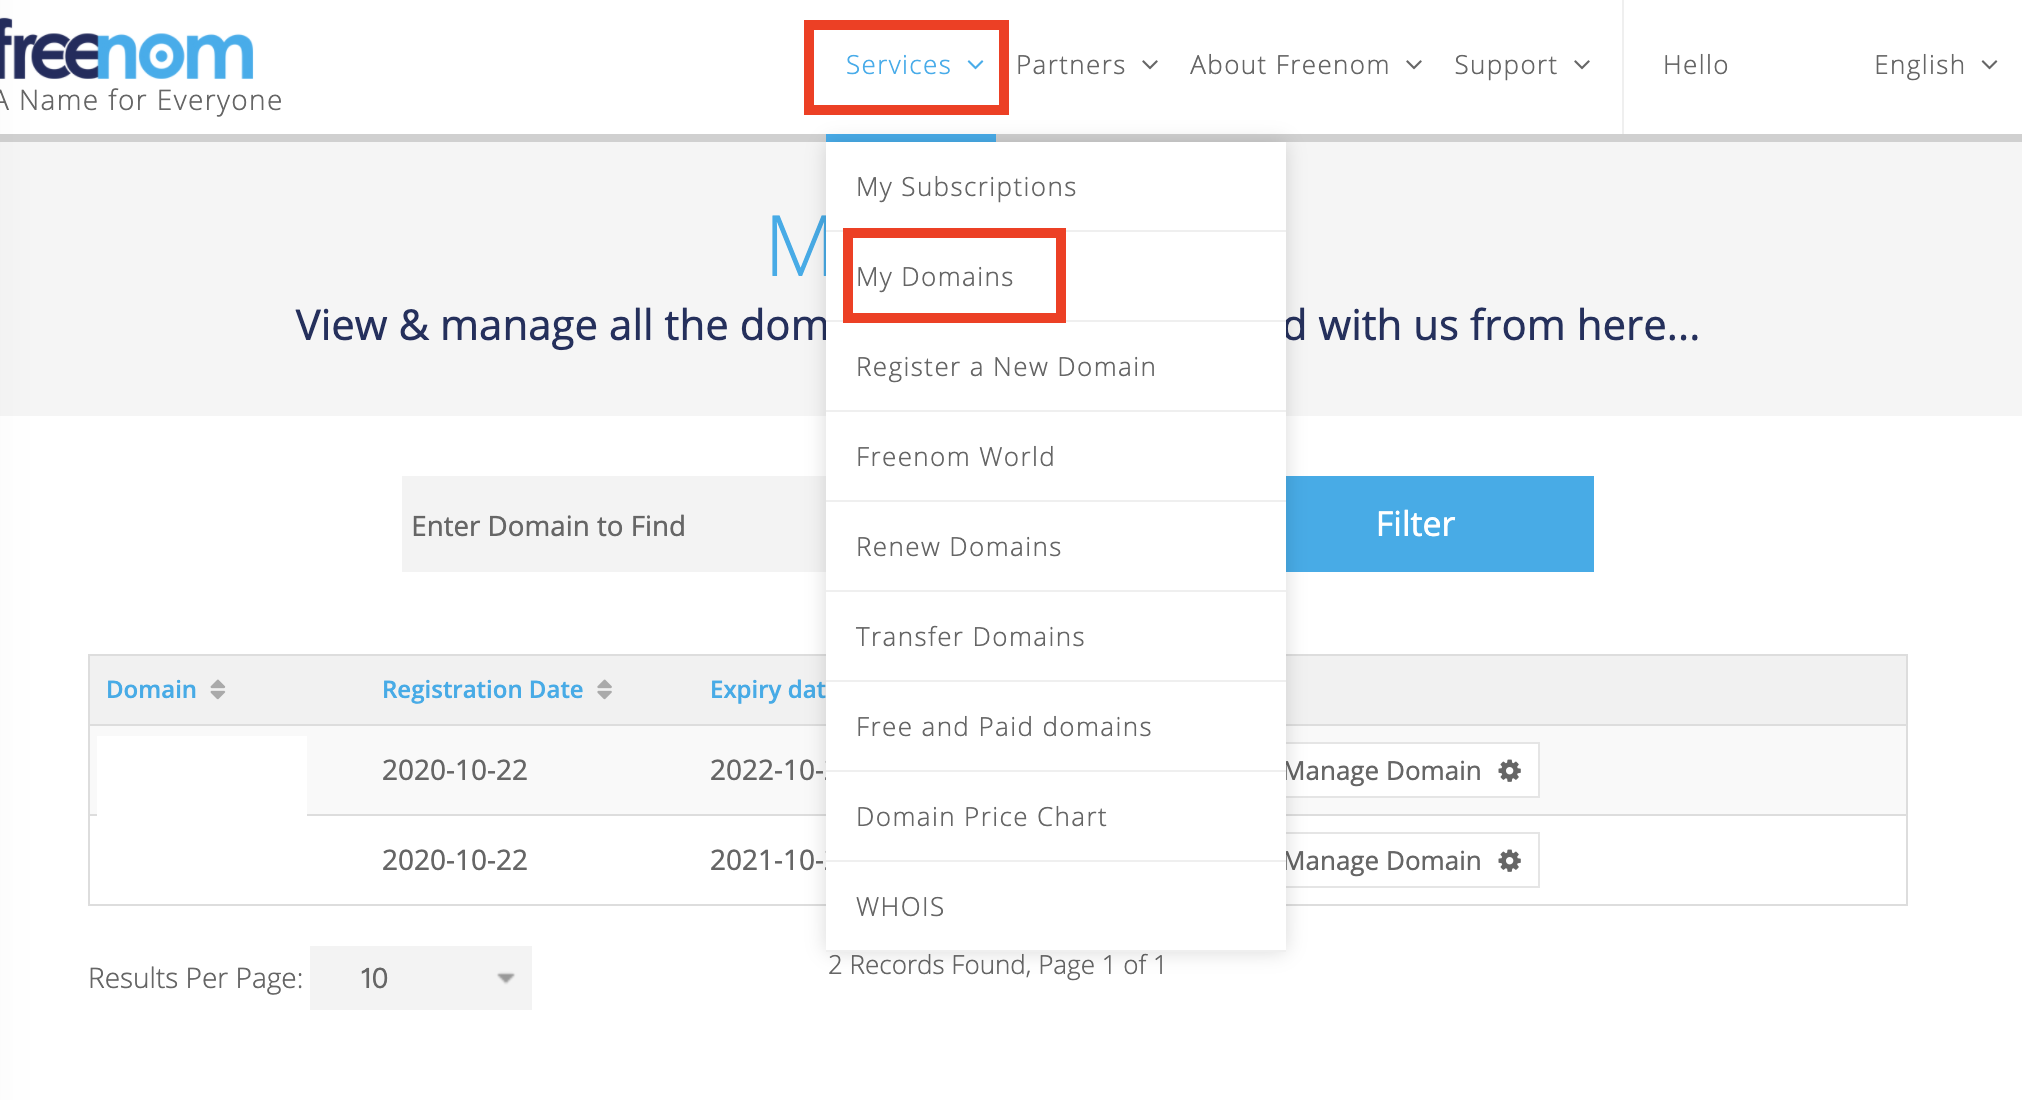 freenom
A Name for Everyone
Services
Partners
About Freenom
Support
Hello
English
My Subscriptions
My Domains
Register a New Domain
Freenom World
Renew Domains
Transfer Domains
Free and Paid domains
Domain Price Chart
WHOIS
M
View & manage all the dom d with us from here...
Enter Domain to Find
Filter
Domain Registration Date Expiry dat
2020-10-22 2022-10- Manage Domain
2020-10-22 2021-10- Manage Domain
Results Per Page: 10
2 Records Found, Page 1 of 1